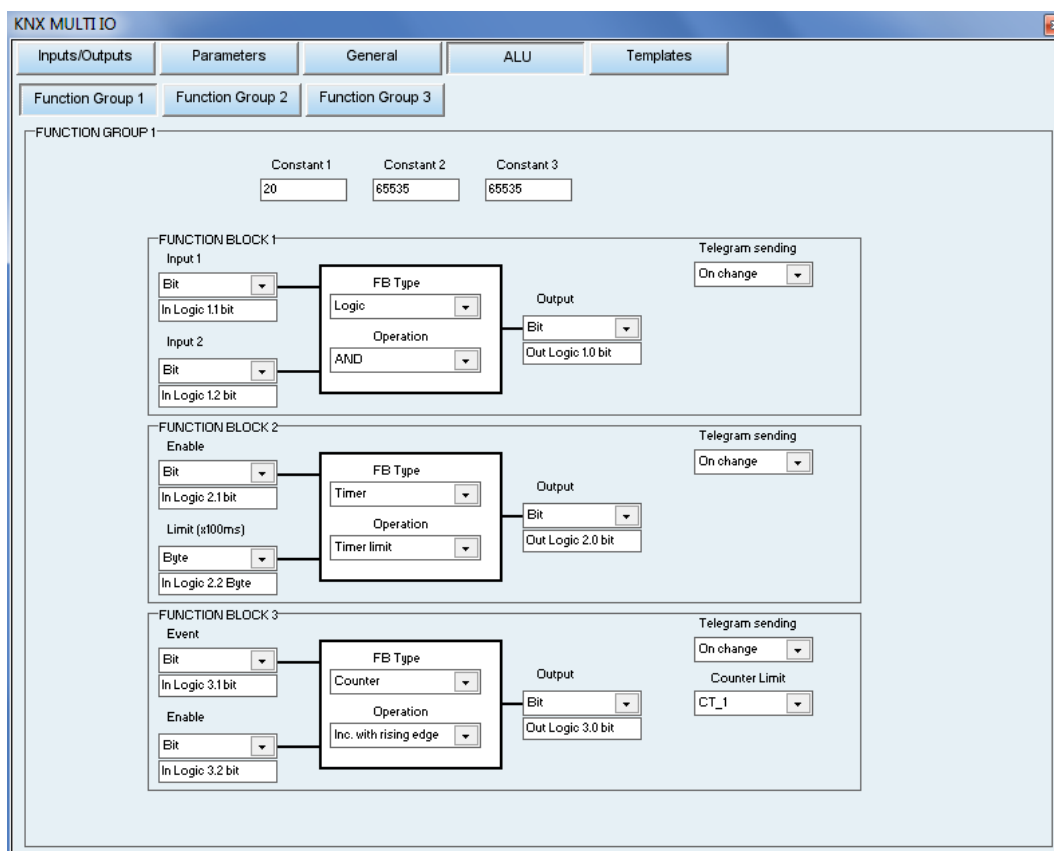 KNX MULTI IO
Inputs/Outputs Parameters General ALU Templates
Function Group 1 Function Group 2 Function Group 3
FUNCTION GROUP 1
Constant 1 Constant 2 Constant 3
20 65535 65535
FUNCTION BLOCK 1
Input 1
Bit
In Logic 1.1 bit
Input 2
Bit
In Logic 1.2 bit
FB Type
Logic
Operation
AND
Output
Bit
Out Logic 1.0 bit
Telegram sending
On change
FUNCTION BLOCK 2
Enable
Bit
In Logic 2.1 bit
Limit (x100ms)
Byte
In Logic 2.2 Byte
FB Type
Timer
Operation
Timer limit
Output
Bit
Out Logic 2.0 bit
Telegram sending
On change
FUNCTION BLOCK 3
Event
Bit
In Logic 3.1 bit
Enable
Bit
In Logic 3.2 bit
FB Type
Counter
Operation
Inc. with rising edge
Output
Bit
Out Logic 3.0 bit
Telegram sending
On change
Counter Limit
CT_1